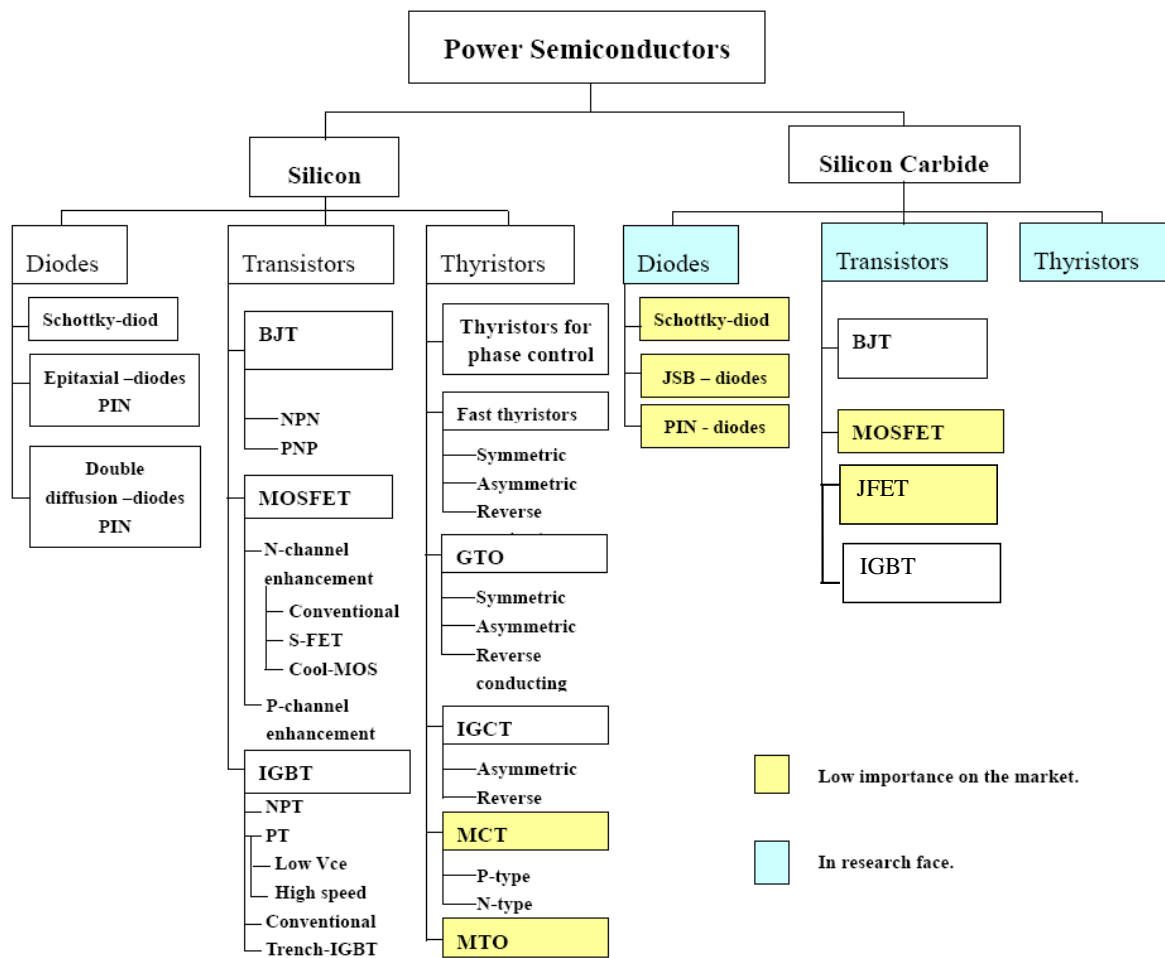 Power Semiconductors
Silicon
Silicon Carbide
Diodes
Transistors
Thyristors
Diodes
Transistors
Thyristors
Schottky-diod
Epitaxial –diodes
PIN
Double
diffusion –diodes
PIN
BJT
NPN
PNP
MOSFET
N-channel
enhancement
Conventional
S-FET
Cool-MOS
P-channel
enhancement
IGBT
NPT
PT
Low Vce
High speed
Conventional
Trench-IGBT
Thyristors for
phase control
Fast thyristors
Symmetric
Asymmetric
Reverse
GTO
Symmetric
Asymmetric
Reverse
conducting
IGCT
Asymmetric
Reverse
MCT
P-type
N-type
MTO
Schottky-diod
JSB – diodes
PIN - diodes
BJT
MOSFET
JFET
IGBT
Low importance on the market.
In research face.